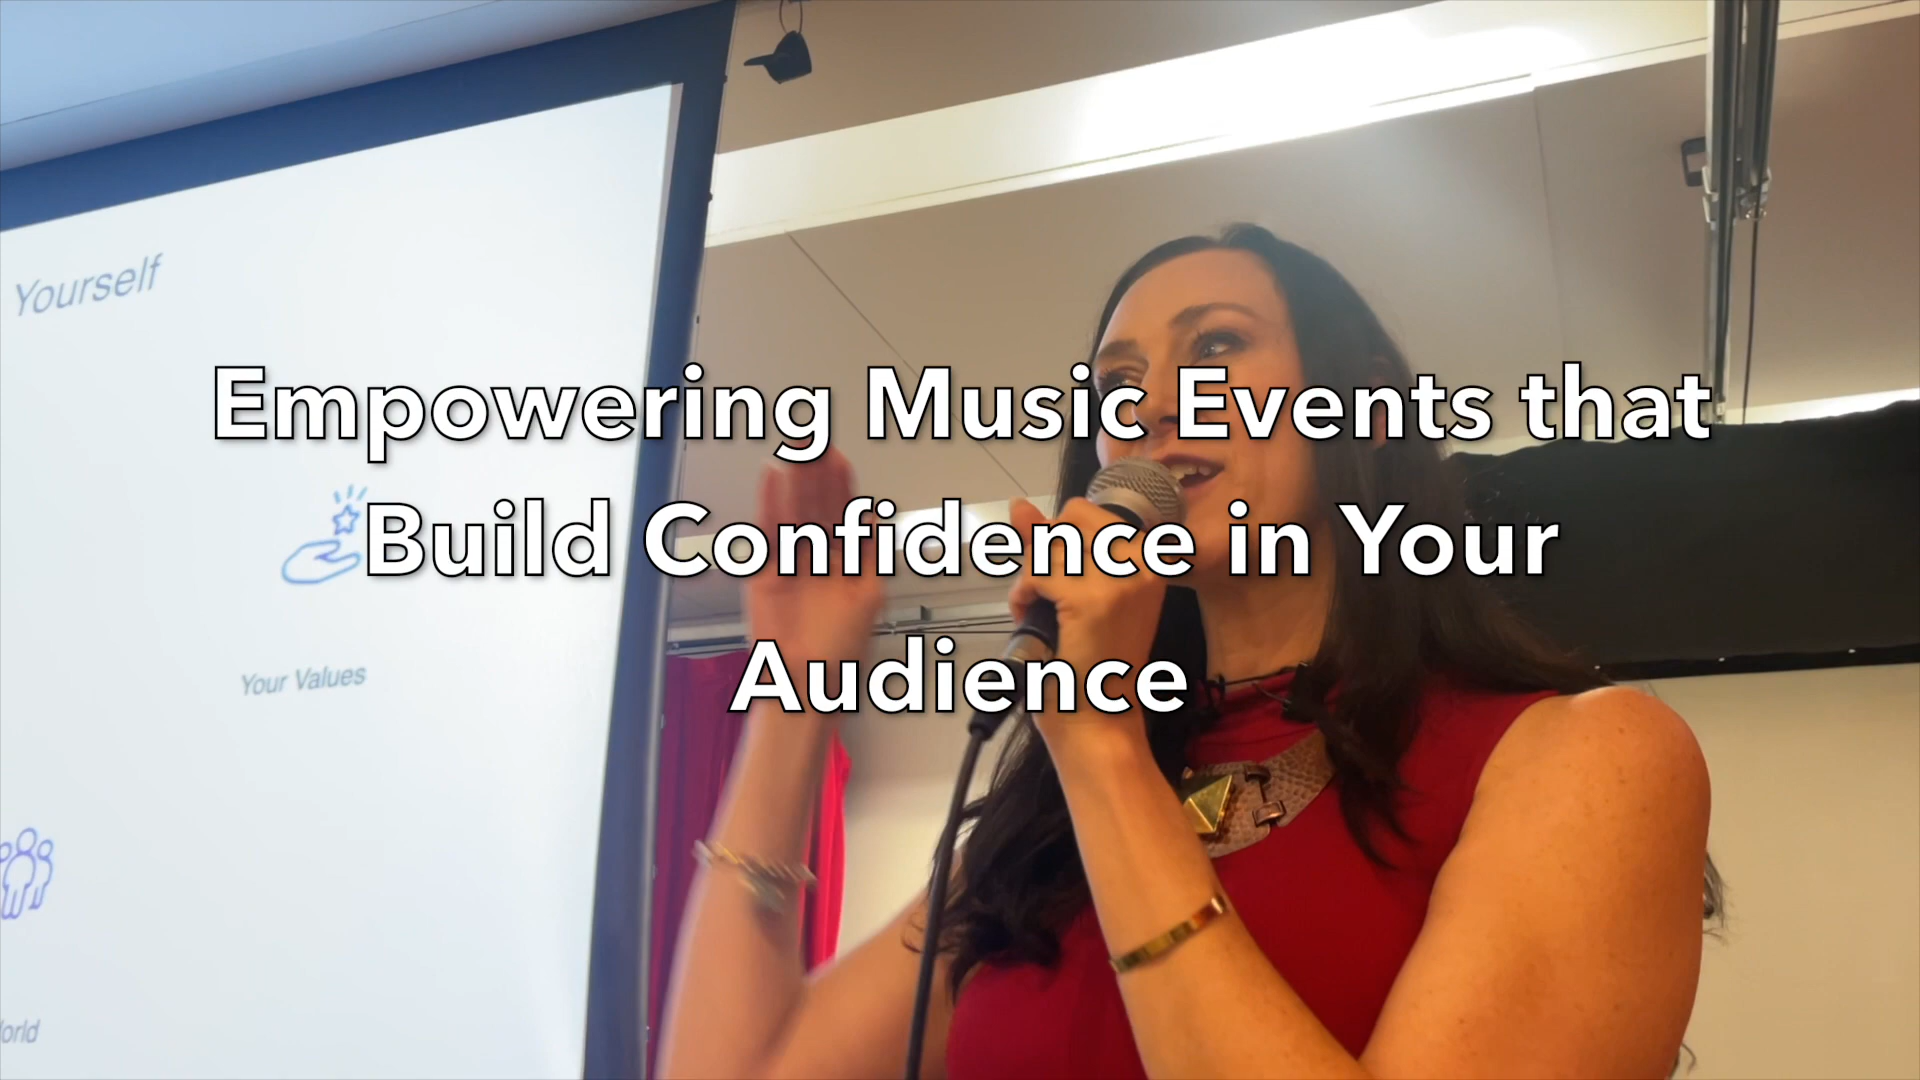 Yourself
Empowering Music Events that
Build Confidence in Your
Audience
Your Values